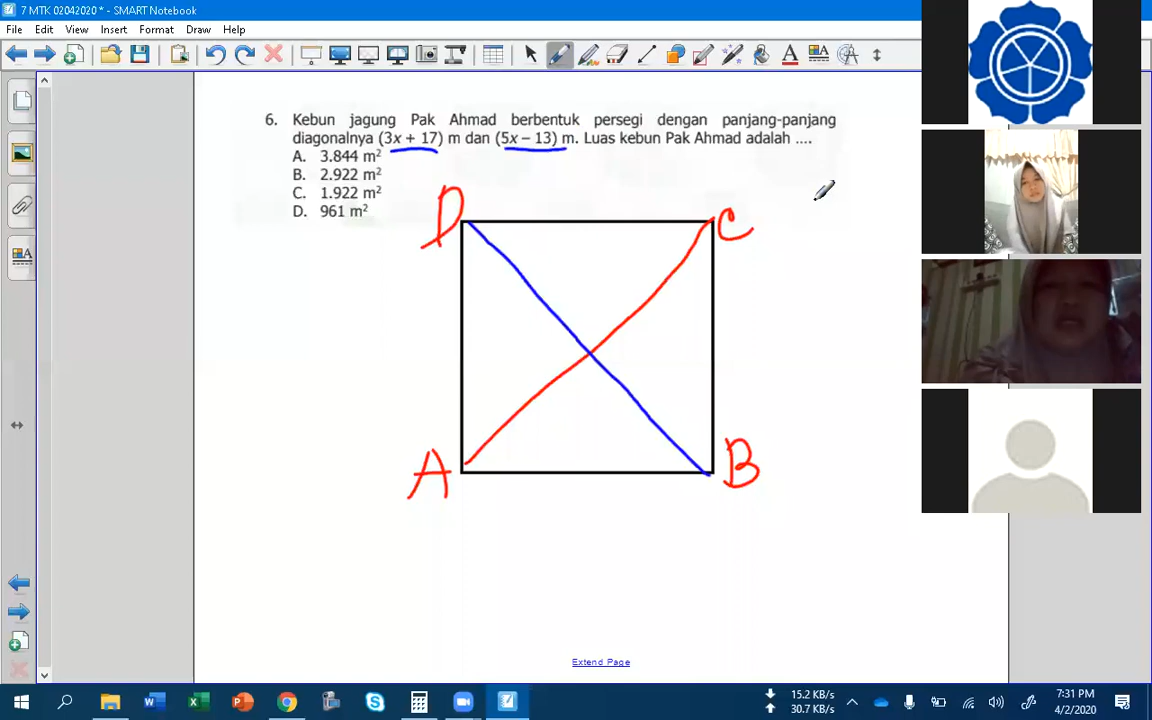 7 MTK 02042020 * - SMART Notebook
File Edit View Insert Format Draw Help
6. Kebun jagung Pak Ahmad berbentuk persegi dengan panjang-panjang
diagonalnya (3x + 17) m dan (5x – 13) m. Luas kebun Pak Ahmad adalah ....
A. 3.844 m²
B. 2.922 m²
C. 1.922 m²
D. 961 m²
D
C
A
B
Extend Page
15.2 KB/s
30.7 KB/s
7:31 PM
4/2/2020